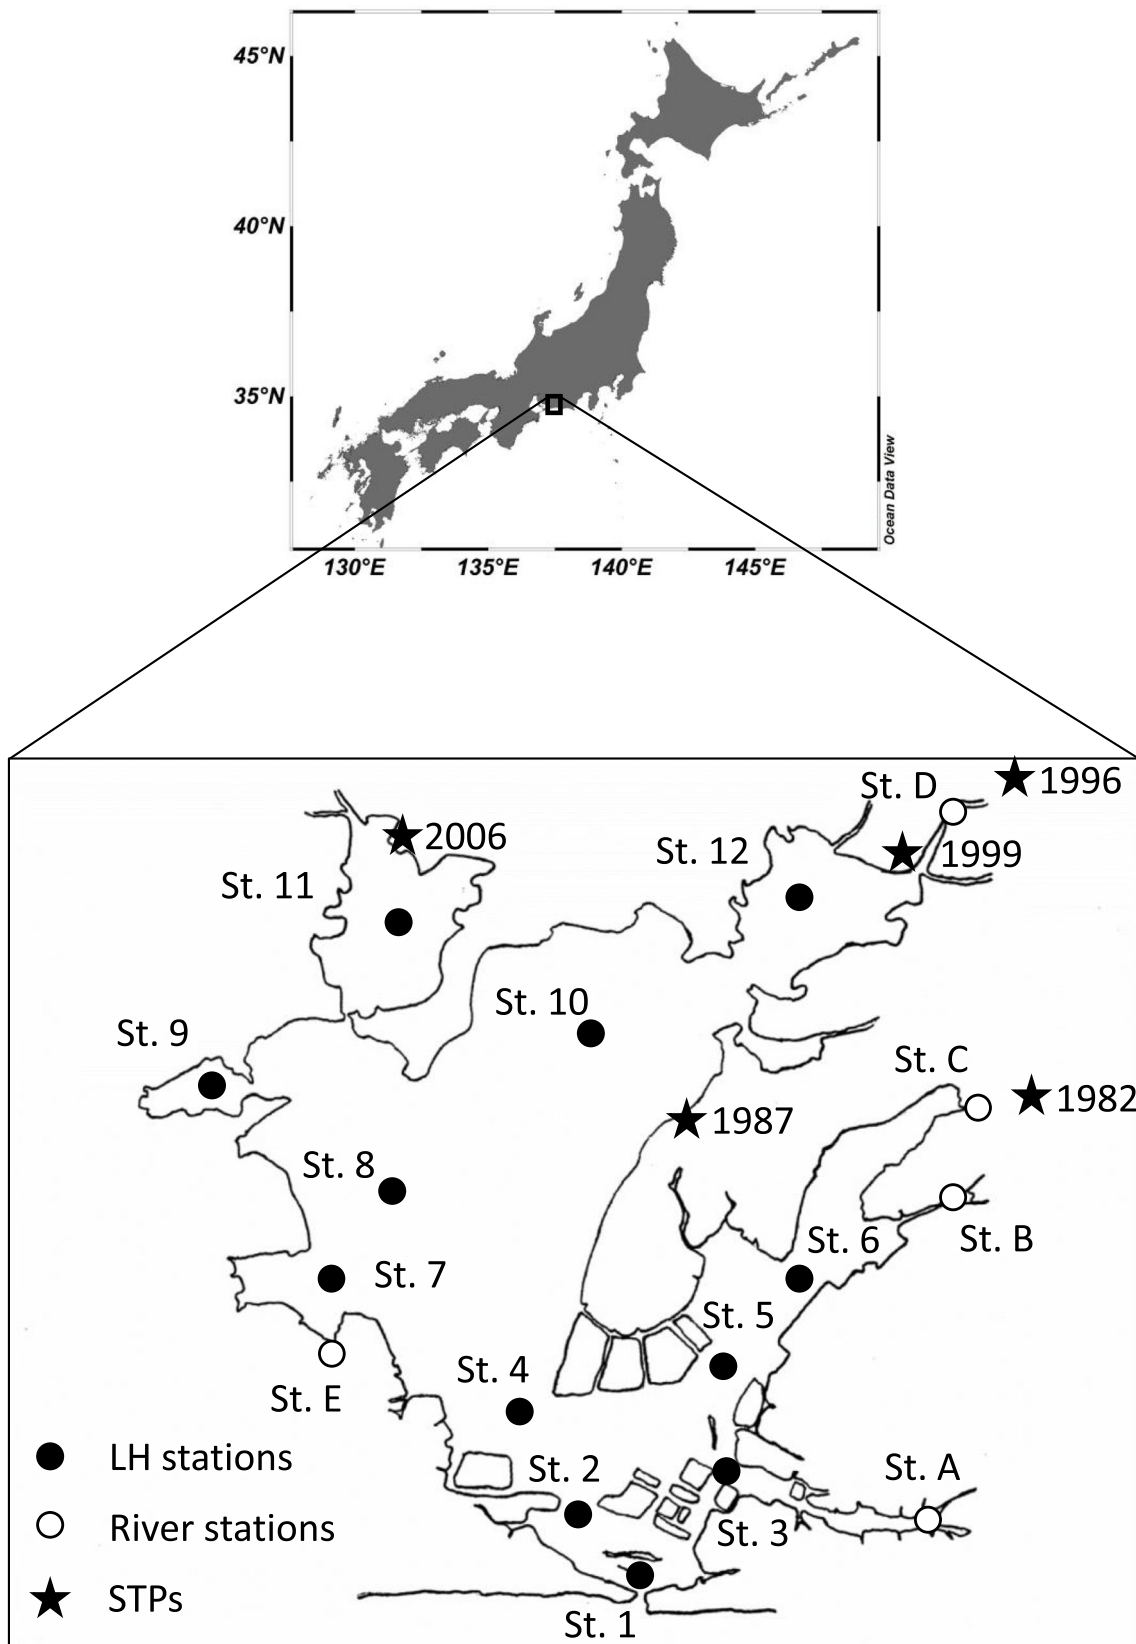 45°N
40°N
35°N
Ocean Data View
130°E 135°E 140°E 145°E
1996
St. D
2006
St. 12
1999
St. 11
St. 10
St. 9
St. C
1982
1987
St. 8
St. 6
St. B
St. 7
St. 5
St. 4
St. E
LH stations
St. 2
St. A
River stations
St. 3
STPs
St. 1